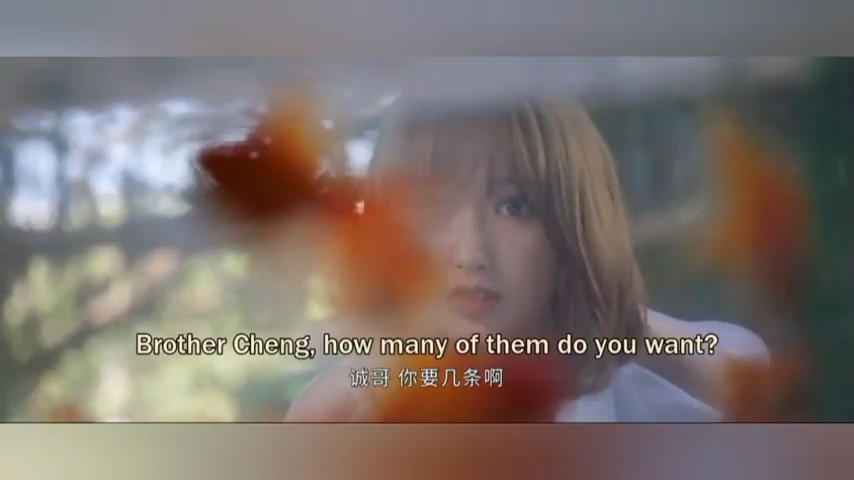 Brother Cheng, how many of them do you want?
诚哥 你要几条啊